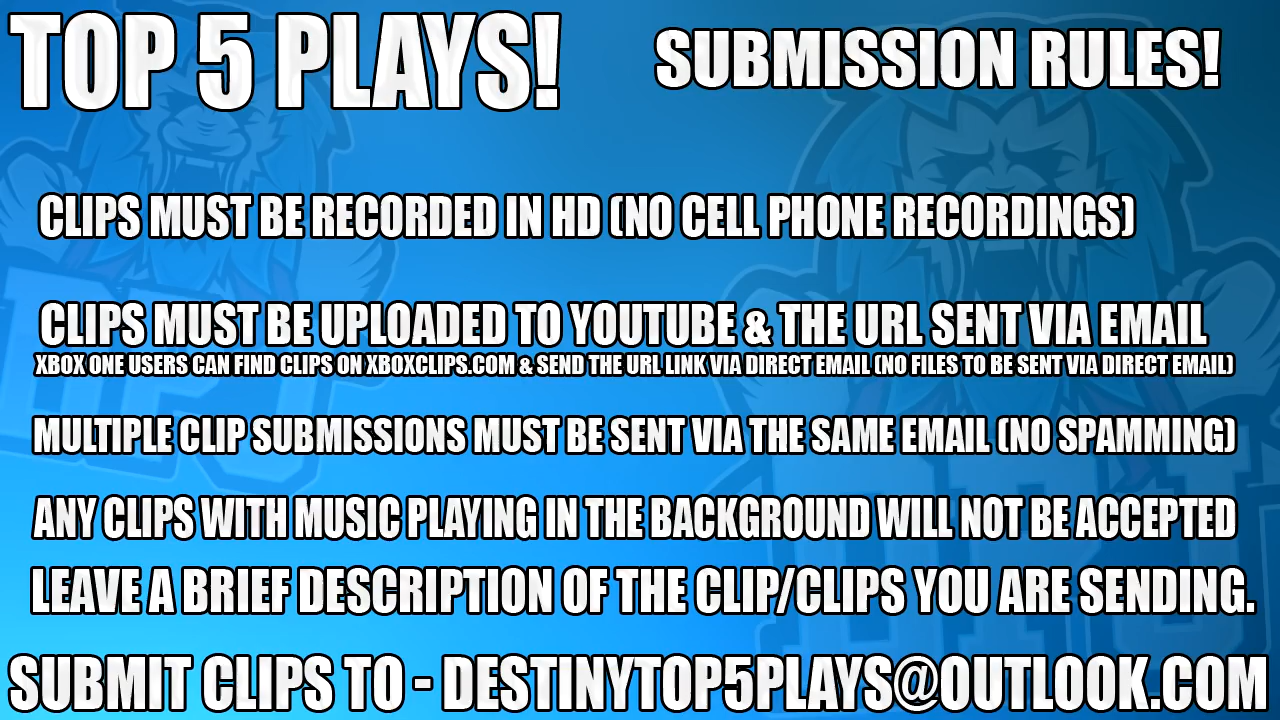 TOP 5 PLAYS!
SUBMISSION RULES!
CLIPS MUST BE RECORDED IN HD (NO CELL PHONE RECORDINGS)
CLIPS MUST BE UPLOADED TO YOUTUBE & THE URL SENT VIA EMAIL
XBOX ONE USERS CAN FIND CLIPS ON XBOXCLIPS.COM & SEND THE URL LINK VIA DIRECT EMAIL (NO FILES TO BE SENT VIA DIRECT EMAIL)
MULTIPLE CLIP SUBMISSIONS MUST BE SENT VIA THE SAME EMAIL (NO SPAMMING)
ANY CLIPS WITH MUSIC PLAYING IN THE BACKGROUND WILL NOT BE ACCEPTED
LEAVE A BRIEF DESCRIPTION OF THE CLIP/CLIPS YOU ARE SENDING.
SUBMIT CLIPS TO - DESTINYTOP5PLAYS@OUTLOOK.COM